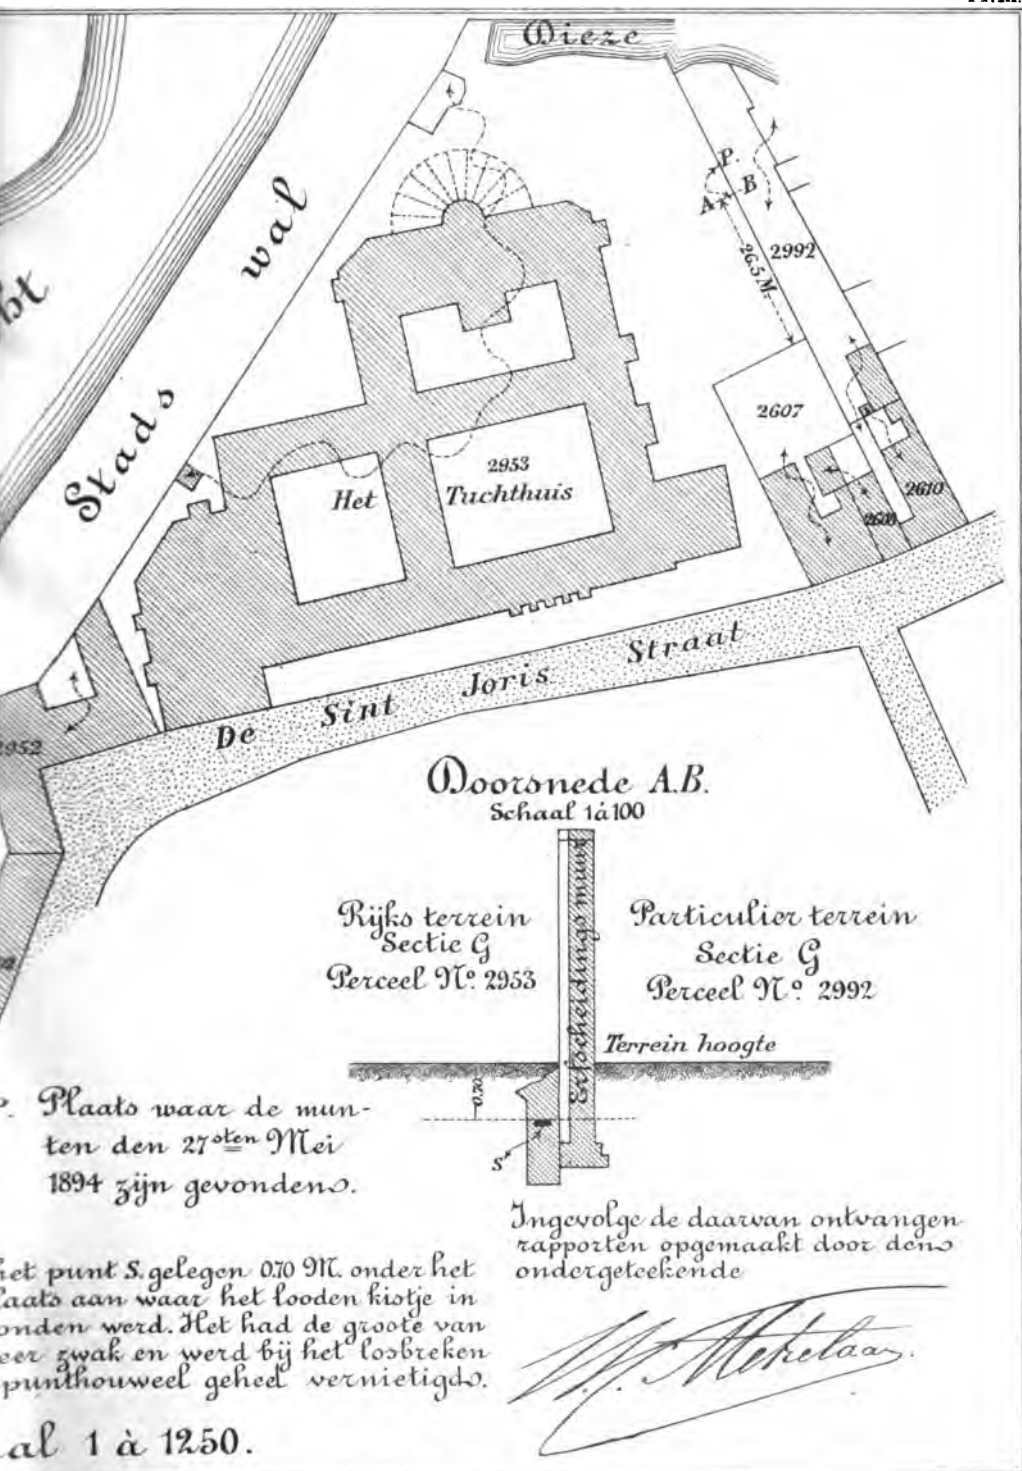 Dieze
wal
Stads
P.
A
B
26.5 M.
2992
2607
2953
Het Tuchthuis
2610
2952
De Sint Joris Straat
Doorsnede A.B.
Schaal 1 à 100
Rijks terrein
Sectie G
Perceel No. 2953
Erfscheidings muur
Particulier terrein
Sectie G
Perceel No. 2992
Terrein hoogte
0.70
S
P. Plaats waar de mun-
ten den 27sten Mei
1894 zijn gevonden.
Ingevolge de daarvan ontvangen
rapporten opgemaakt door den
ondergeteekende
het punt S. gelegen 0.70 M. onder het
laats aan waar het looden kistje in
onden werd. Het had de groote van
eer zwak en werd bij het losbreken
punthouweel geheel vernietigd.
al 1 à 1250.